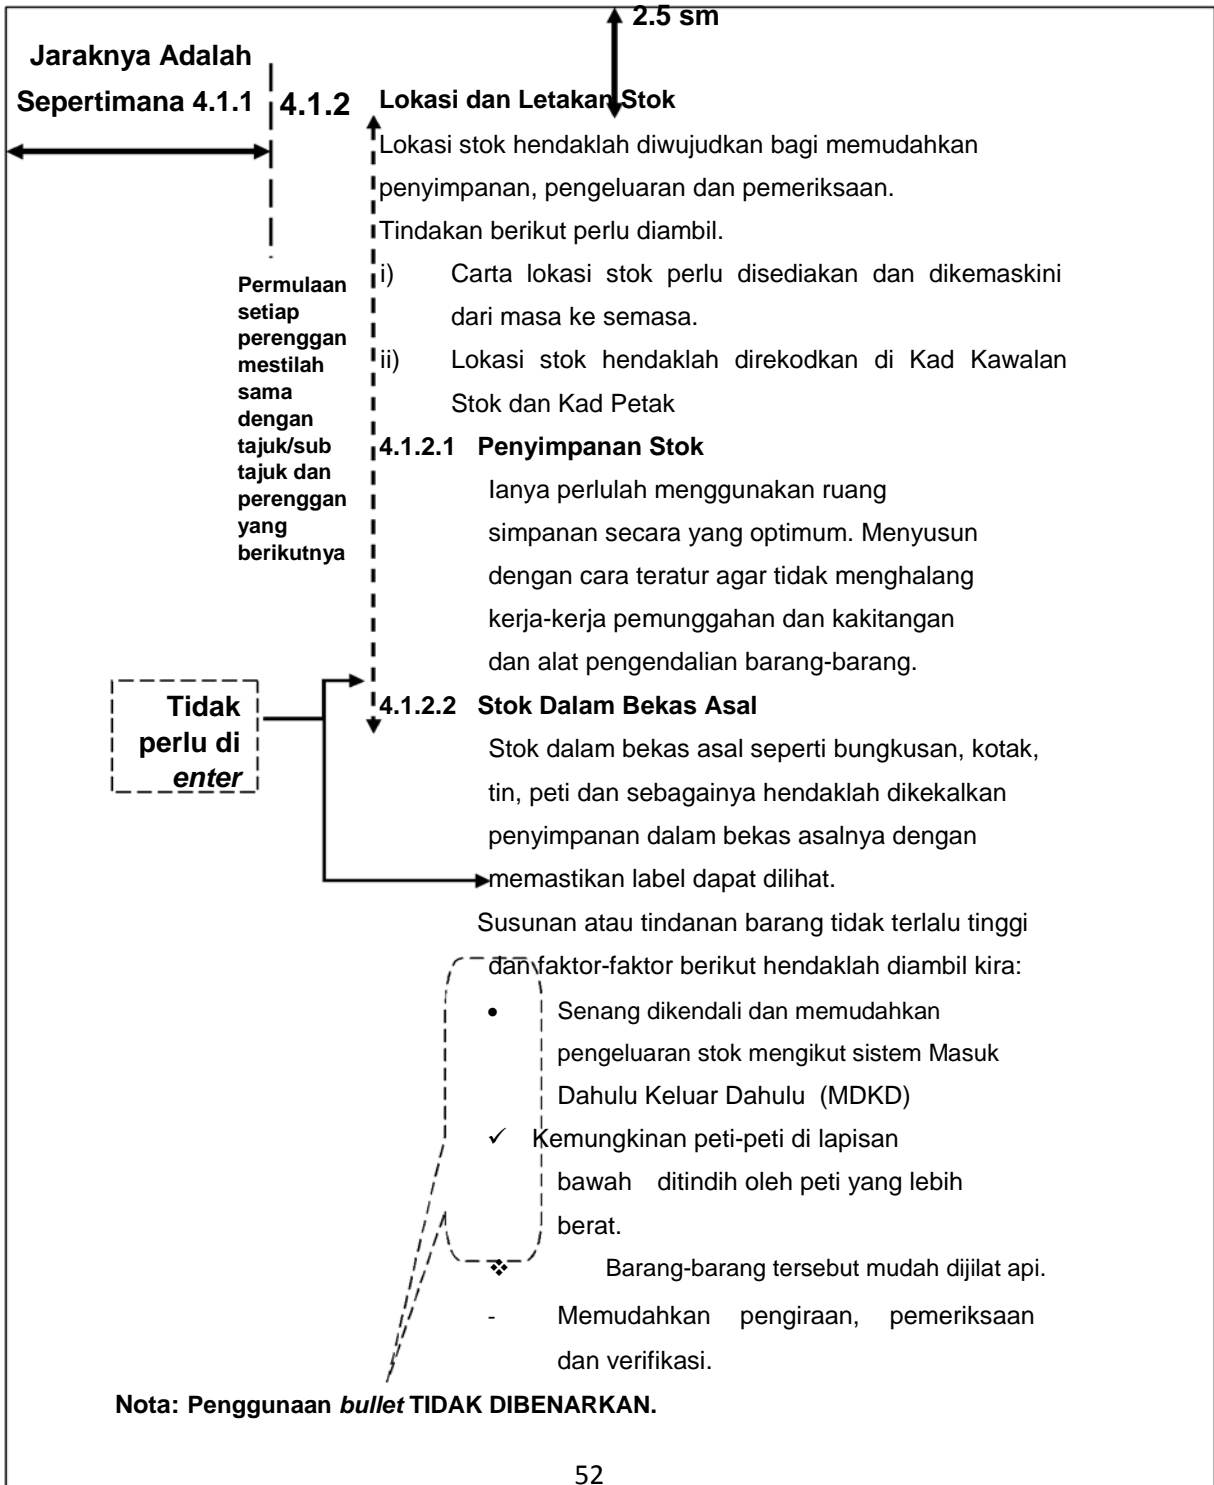 2.5 sm
Jaraknya Adalah
Sepertimana 4.1.1
4.1.2 Lokasi dan Letakan Stok
Lokasi stok hendaklah diwujudkan bagi memudahkan
penyimpanan, pengeluaran dan pemeriksaan.
Tindakan berikut perlu diambil.
i) Carta lokasi stok perlu disediakan dan dikemaskini
dari masa ke semasa.
ii) Lokasi stok hendaklah direkodkan di Kad Kawalan
Stok dan Kad Petak
Permulaan
setiap
perenggan
mestilah
sama
dengan
tajuk/sub
tajuk dan
perenggan
yang
berikutnya
4.1.2.1 Penyimpanan Stok
Ianya perlulah menggunakan ruang
simpanan secara yang optimum. Menyusun
dengan cara teratur agar tidak menghalang
kerja-kerja pemunggahan dan kakitangan
dan alat pengendalian barang-barang.
Tidak
perlu di
enter
4.1.2.2 Stok Dalam Bekas Asal
Stok dalam bekas asal seperti bungkusan, kotak,
tin, peti dan sebagainya hendaklah dikekalkan
penyimpanan dalam bekas asalnya dengan
memastikan label dapat dilihat.
Susunan atau tindanan barang tidak terlalu tinggi
dan faktor-faktor berikut hendaklah diambil kira:
• Senang dikendali dan memudahkan
pengeluaran stok mengikut sistem Masuk
Dahulu Keluar Dahulu (MDKD)
✓ Kemungkinan peti-peti di lapisan
bawah ditindih oleh peti yang lebih
berat.
❖ Barang-barang tersebut mudah dijilat api.
- Memudahkan pengiraan, pemeriksaan
dan verifikasi.
Nota: Penggunaan bullet TIDAK DIBENARKAN.
52